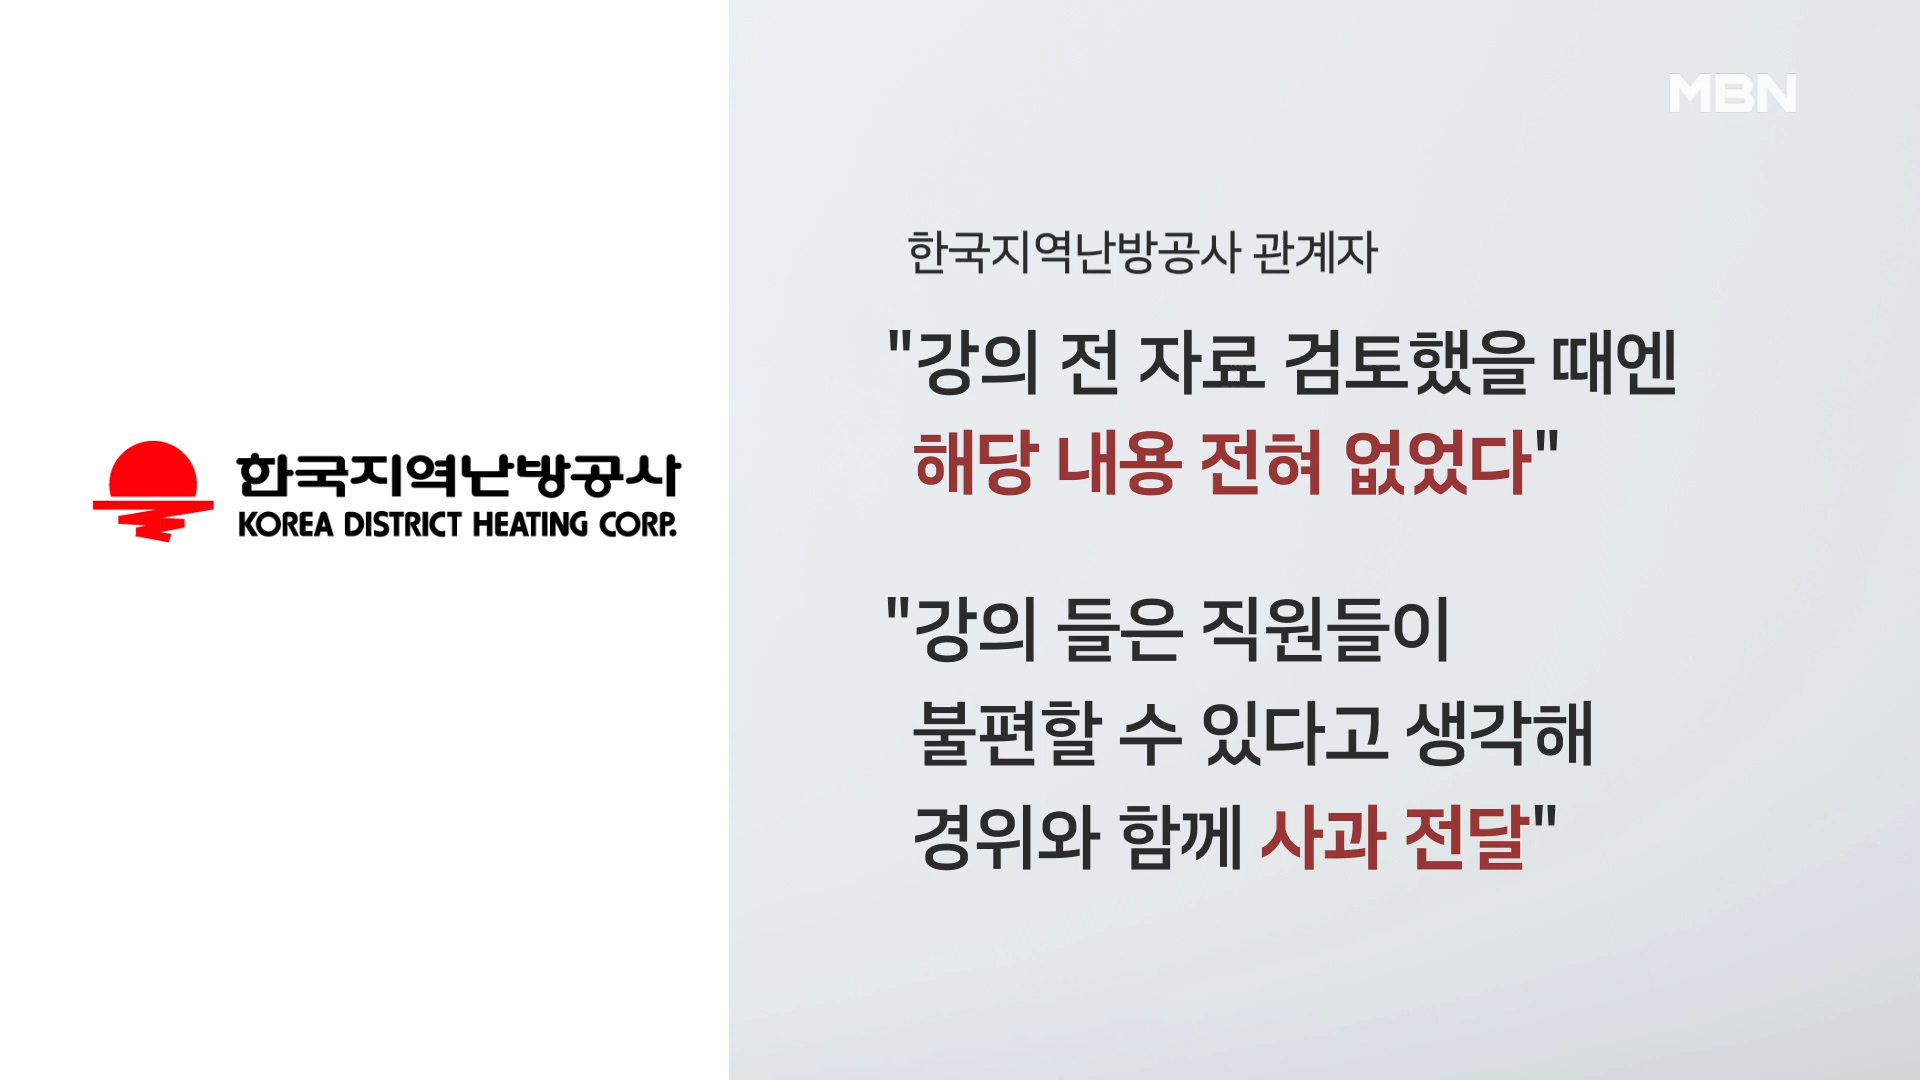 MBN
한국지역난방공사
KOREA DISTRICT HEATING CORP.
한국지역난방공사 관계자
"강의 전 자료 검토했을 때엔
해당 내용 전혀 없었다"
"강의 들은 직원들이
불편할 수 있다고 생각해
경위와 함께 사과 전달"